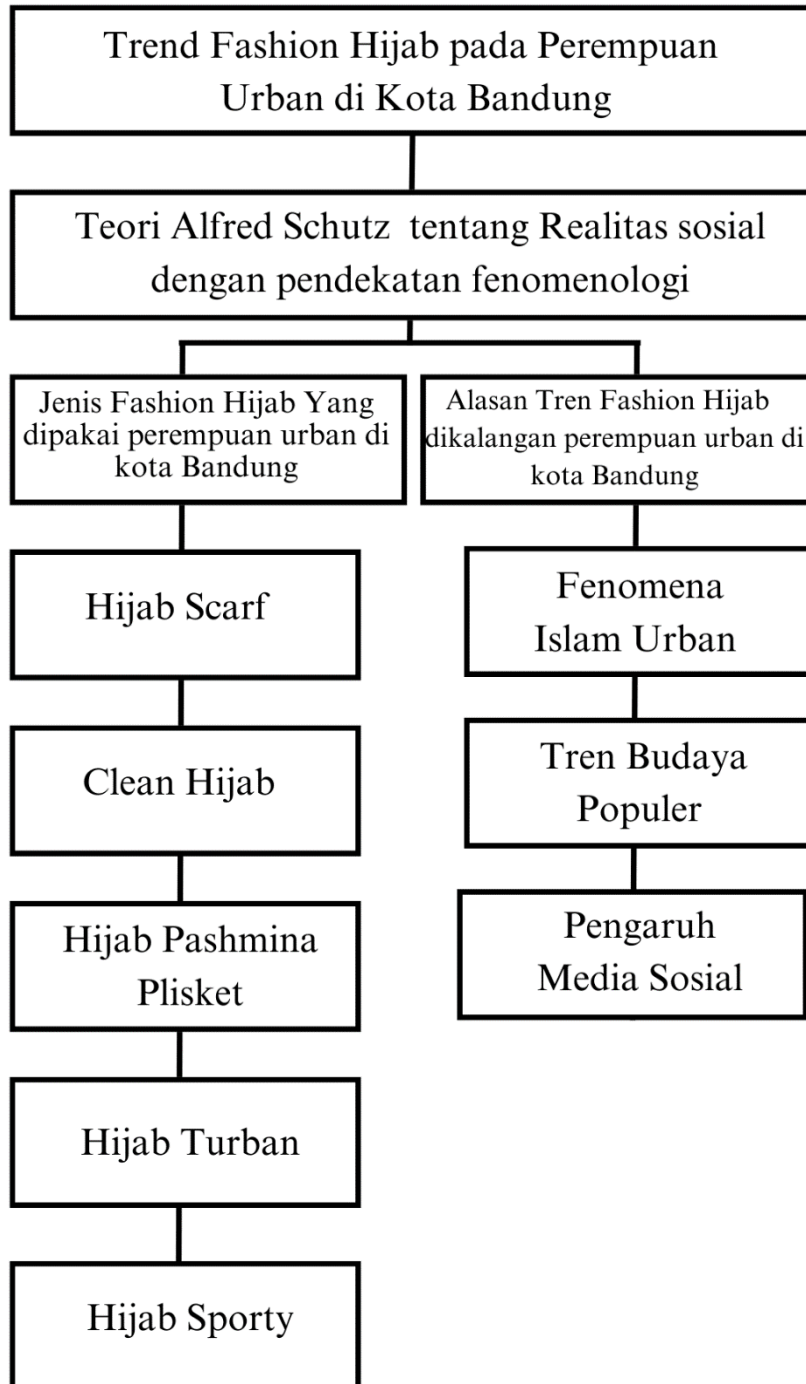 Trend Fashion Hijab pada Perempuan
Urban di Kota Bandung
Teori Alfred Schutz tentang Realitas sosial
dengan pendekatan fenomenologi
Jenis Fashion Hijab Yang
dipakai perempuan urban di
kota Bandung
Alasan Tren Fashion Hijab
dikalangan perempuan urban di
kota Bandung
Hijab Scarf
Clean Hijab
Hijab Pashmina
Plisket
Hijab Turban
Hijab Sporty
Fenomena
Islam Urban
Tren Budaya
Populer
Pengaruh
Media Sosial